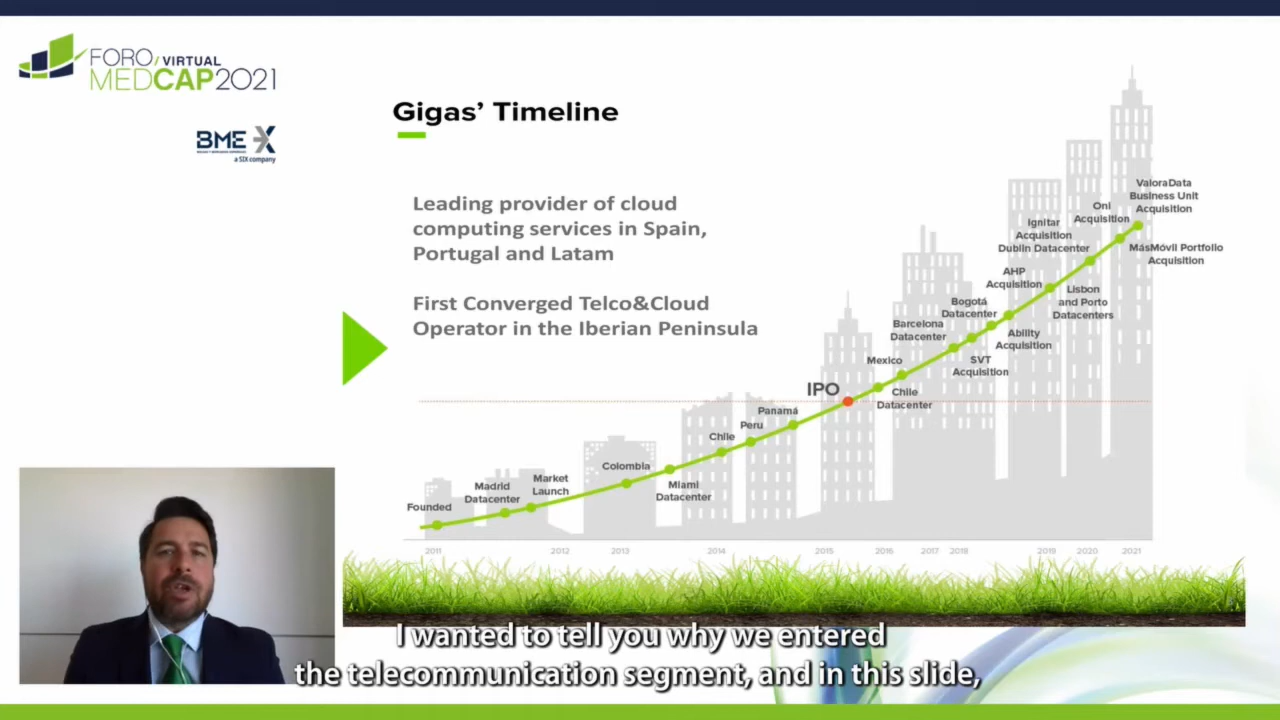 FORO/VIRTUAL
MEDCAP2021
BME X
a SIX company
Gigas’ Timeline
Leading provider of cloud
computing services in Spain,
Portugal and Latam
First Converged Telco&Cloud
Operator in the Iberian Peninsula
Founded
Madrid
Datacenter
Market
Launch
Colombia
Miami
Datacenter
Chile
Peru
Panamá
IPO
Mexico
Chile
Datacenter
Barcelona
Datacenter
Bogotá
Datacenter
SVT
Acquisition
AHP
Acquisition
Ability
Acquisition
Ignitar
Acquisition
Dublin Datacenter
Lisbon
and Porto
Datacenters
Oni
Acquisition
ValoraData
Business Unit
Acquisition
MásMóvil Portfolio
Acquisition
2011 2012 2013 2014 2015 2016 2017 2018 2019 2020 2021
I wanted to tell you why we entered
the telecommunication segment, and in this slide,